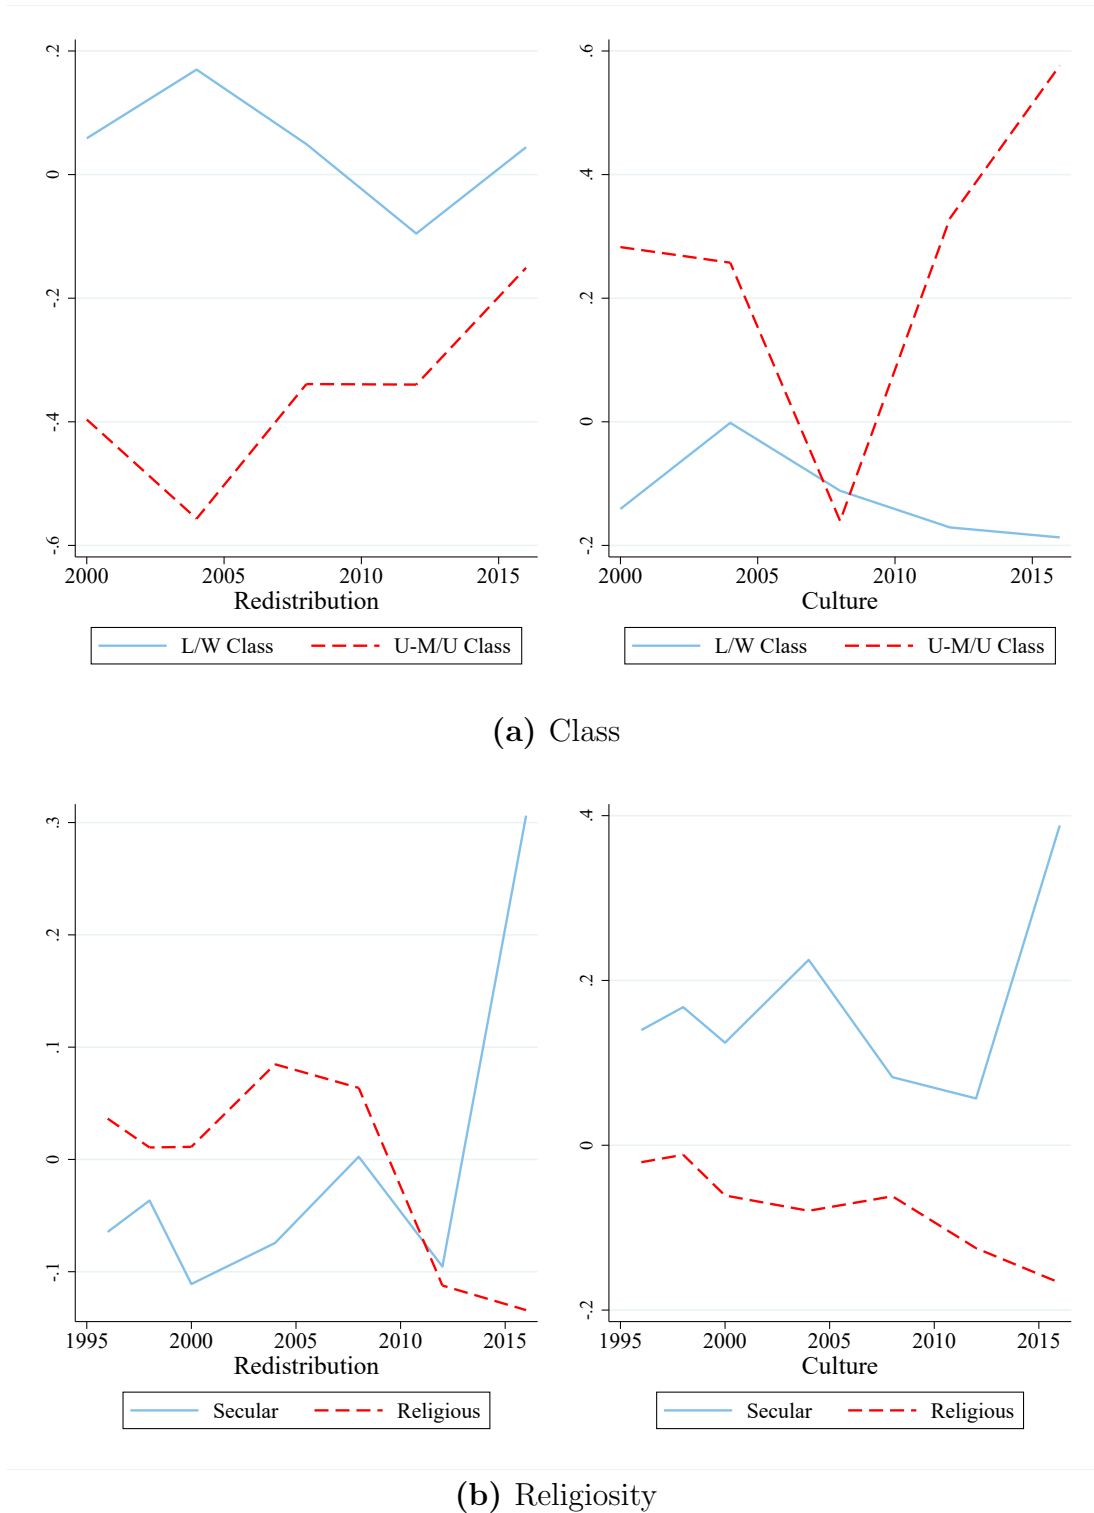 .2
0
-.2
-.4
-.6
2000 2005 2010 2015
Redistribution
L/W Class U-M/U Class
.6
.4
.2
0
-.2
2000 2005 2010 2015
Culture
L/W Class U-M/U Class
(a) Class
.3
.2
.1
0
-.1
1995 2000 2005 2010 2015
Redistribution
Secular Religious
.4
.2
0
-.2
1995 2000 2005 2010 2015
Culture
Secular Religious
(b) Religiosity